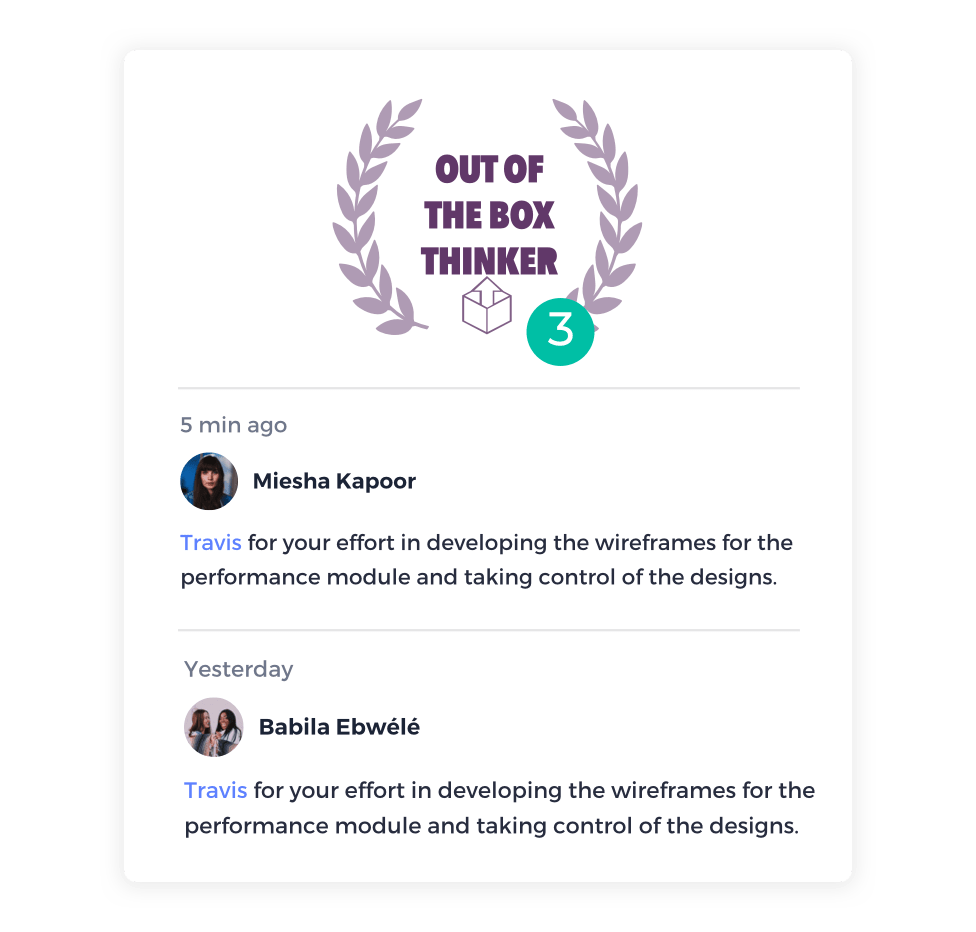 OUT OF
THE BOX
THINKER
3
5 min ago
Miesha Kapoor
Travis for your effort in developing the wireframes for the
performance module and taking control of the designs.
Yesterday
Babila Ebwélé
Travis for your effort in developing the wireframes for the
performance module and taking control of the designs.